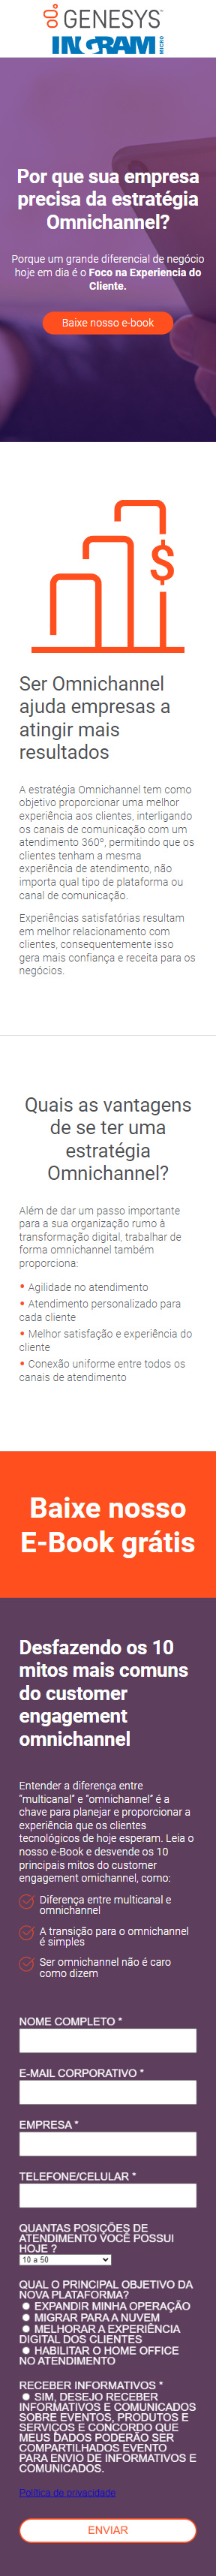 GENESYS™
INGRAM MICRO
Por que sua empresa
precisa da estratégia
Omnichannel?
Porque um grande diferencial de negócio
hoje em dia é o Foco na Experiencia do
Cliente.
Baixe nosso e-book
$
Ser Omnichannel
ajuda empresas a
atingir mais
resultados
A estratégia Omnichannel tem como
objetivo proporcionar uma melhor
experiência aos clientes, interligando
os canais de comunicação com um
atendimento 360º, permitindo que os
clientes tenham a mesma
experiência de atendimento, não
importa qual tipo de plataforma ou
canal de comunicação.
Experiências satisfatórias resultam
em melhor relacionamento com
clientes, consequentemente isso
gera mais confiança e receita para os
negócios.
Quais as vantagens
de se ter uma
estratégia
Omnichannel?
Além de dar um passo importante
para a sua organização rumo à
transformação digital, trabalhar de
forma omnichannel também
proporciona:
• Agilidade no atendimento
• Atendimento personalizado para
cada cliente
• Melhor satisfação e experiência do
cliente
• Conexão uniforme entre todos os
canais de atendimento
Baixe nosso
E-Book grátis
Desfazendo os 10
mitos mais comuns
do customer
engagement
omnichannel
Entender a diferença entre
“multicanal” e “omnichannel” é a
chave para planejar e proporcionar a
experiência que os clientes
tecnológicos de hoje esperam. Leia o
nosso e-Book e desvende os 10
principais mitos do customer
engagement omichannel, como:
Diferença entre multicanal e
omnichannel
A transição para o omnichannel
é simples
Ser omnichannel não é caro
como dizem
NOME COMPLETO *
E-MAIL CORPORATIVO *
EMPRESA *
TELEFONE/CELULAR *
QUANTAS POSIÇÕES DE
ATENDIMENTO VOCÊ POSSUI
HOJE ?
10 a 50
QUAL O PRINCIPAL OBJETIVO DA
NOVA PLATAFORMA?
EXPANDIR MINHA OPERAÇÃO
MIGRAR PARA A NUVEM
MELHORAR A EXPERIÊNCIA
DIGITAL DOS CLIENTES
HABILITAR O HOME OFFICE
NO ATENDIMENTO
RECEBER INFORMATIVOS *
SIM, DESEJO RECEBER
INFORMATIVOS E COMUNICADOS
SOBRE EVENTOS, PRODUTOS E
SERVIÇOS E CONCORDO QUE
MEUS DADOS PODERÃO SER
COMPARTILHADOS EVENTO
PARA ENVIO DE INFORMATIVOS E
COMUNICADOS.
Política de privacidade
ENVIAR